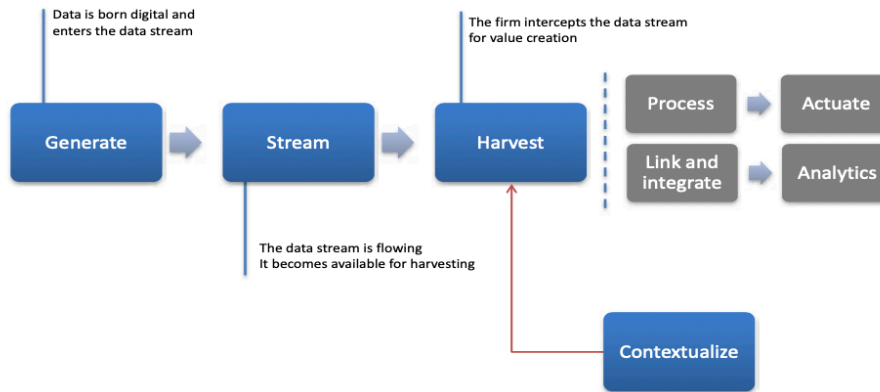 Data is born digital and
enters the data stream
The firm intercepts the data stream
for value creation
Generate
Stream
Harvest
Process
Actuate
Link and
integrate
Analytics
The data stream is flowing
It becomes available for harvesting
Contextualize